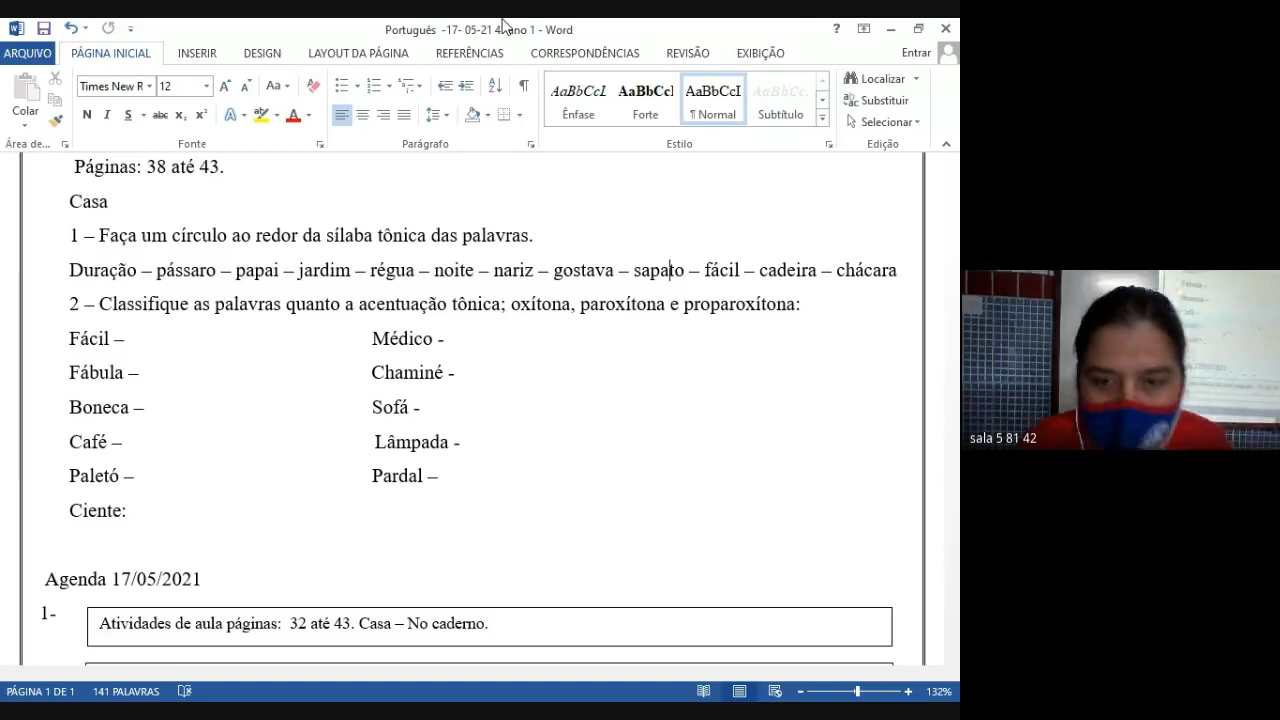 Português -17- 05-21 4 ano 1 - Word
ARQUIVO PÁGINA INICIAL INSERIR DESIGN LAYOUT DA PÁGINA REFERÊNCIAS CORRESPONDÊNCIAS REVISÃO EXIBIÇÃO Entrar
Times New R 12 Aa
Colar
N I S abc x₂ x² A A
AaBbCcI AaBbCcl AaBbCcI AaBbCc.
Ênfase Forte ¶ Normal Subtítulo
Localizar
Substituir
Selecionar
Área de... Fonte Parágrafo Estilo Edição
Páginas: 38 até 43.
Casa
1 – Faça um círculo ao redor da sílaba tônica das palavras.
Duração – pássaro – papai – jardim – régua – noite – nariz – gostava – sapato – fácil – cadeira – chácara
2 – Classifique as palavras quanto a acentuação tônica; oxítona, paroxítona e proparoxítona:
Fácil – Médico -
Fábula – Chaminé -
Boneca – Sofá -
Café – Lâmpada -
Paletó – Pardal –
Ciente:
Agenda 17/05/2021
1-
Atividades de aula páginas: 32 até 43. Casa – No caderno.
PÁGINA 1 DE 1 141 PALAVRAS 132%
sala 5 81 42